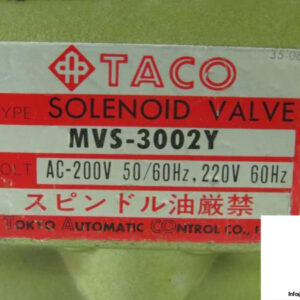 TACO
TYPE SOLENOID VALVE
MVS-3002Y
VOLT AC-200V 50/60Hz, 220V 60Hz
スピンドル油厳禁
TOKYO AUTOMATIC CONTROL CO.,